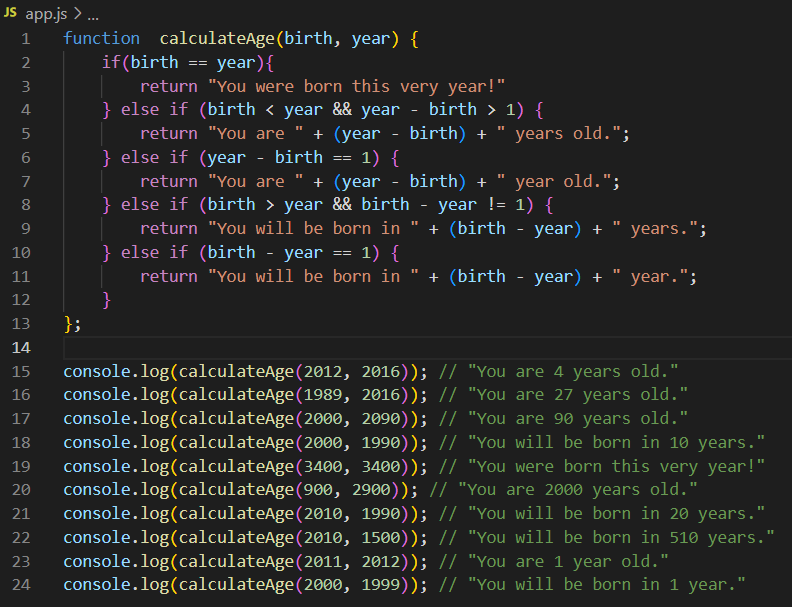 JS app.js > ...
1 function  calculateAge(birth, year) {
2     if(birth == year){
3         return "You were born this very year!"
4     } else if (birth < year && year - birth > 1) {
5         return "You are " + (year - birth) + " years old.";
6     } else if (year - birth == 1) {
7         return "You are " + (year - birth) + " year old.";
8     } else if (birth > year && birth - year != 1) {
9         return "You will be born in " + (birth - year) + " years.";
10     } else if (birth - year == 1) {
11         return "You will be born in " + (birth - year) + " year.";
12     }
13 };
14
15 console.log(calculateAge(2012, 2016)); // "You are 4 years old."
16 console.log(calculateAge(1989, 2016)); // "You are 27 years old."
17 console.log(calculateAge(2000, 2090)); // "You are 90 years old."
18 console.log(calculateAge(2000, 1990)); // "You will be born in 10 years."
19 console.log(calculateAge(3400, 3400)); // "You were born this very year!"
20 console.log(calculateAge(900, 2900)); // "You are 2000 years old."
21 console.log(calculateAge(2010, 1990)); // "You will be born in 20 years."
22 console.log(calculateAge(2010, 1500)); // "You will be born in 510 years."
23 console.log(calculateAge(2011, 2012)); // "You are 1 year old."
24 console.log(calculateAge(2000, 1999)); // "You will be born in 1 year."